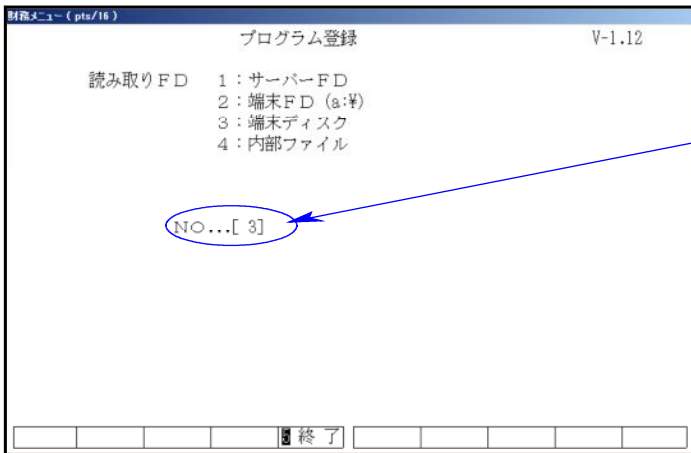 財務メニュー ( pts/16 )
プログラム登録 V-1.12
読み取りＦＤ １：サーバーＦＤ
２：端末ＦＤ (a:¥)
３：端末ディスク
４：内部ファイル
ＮＯ...[ 3]
5 終 了